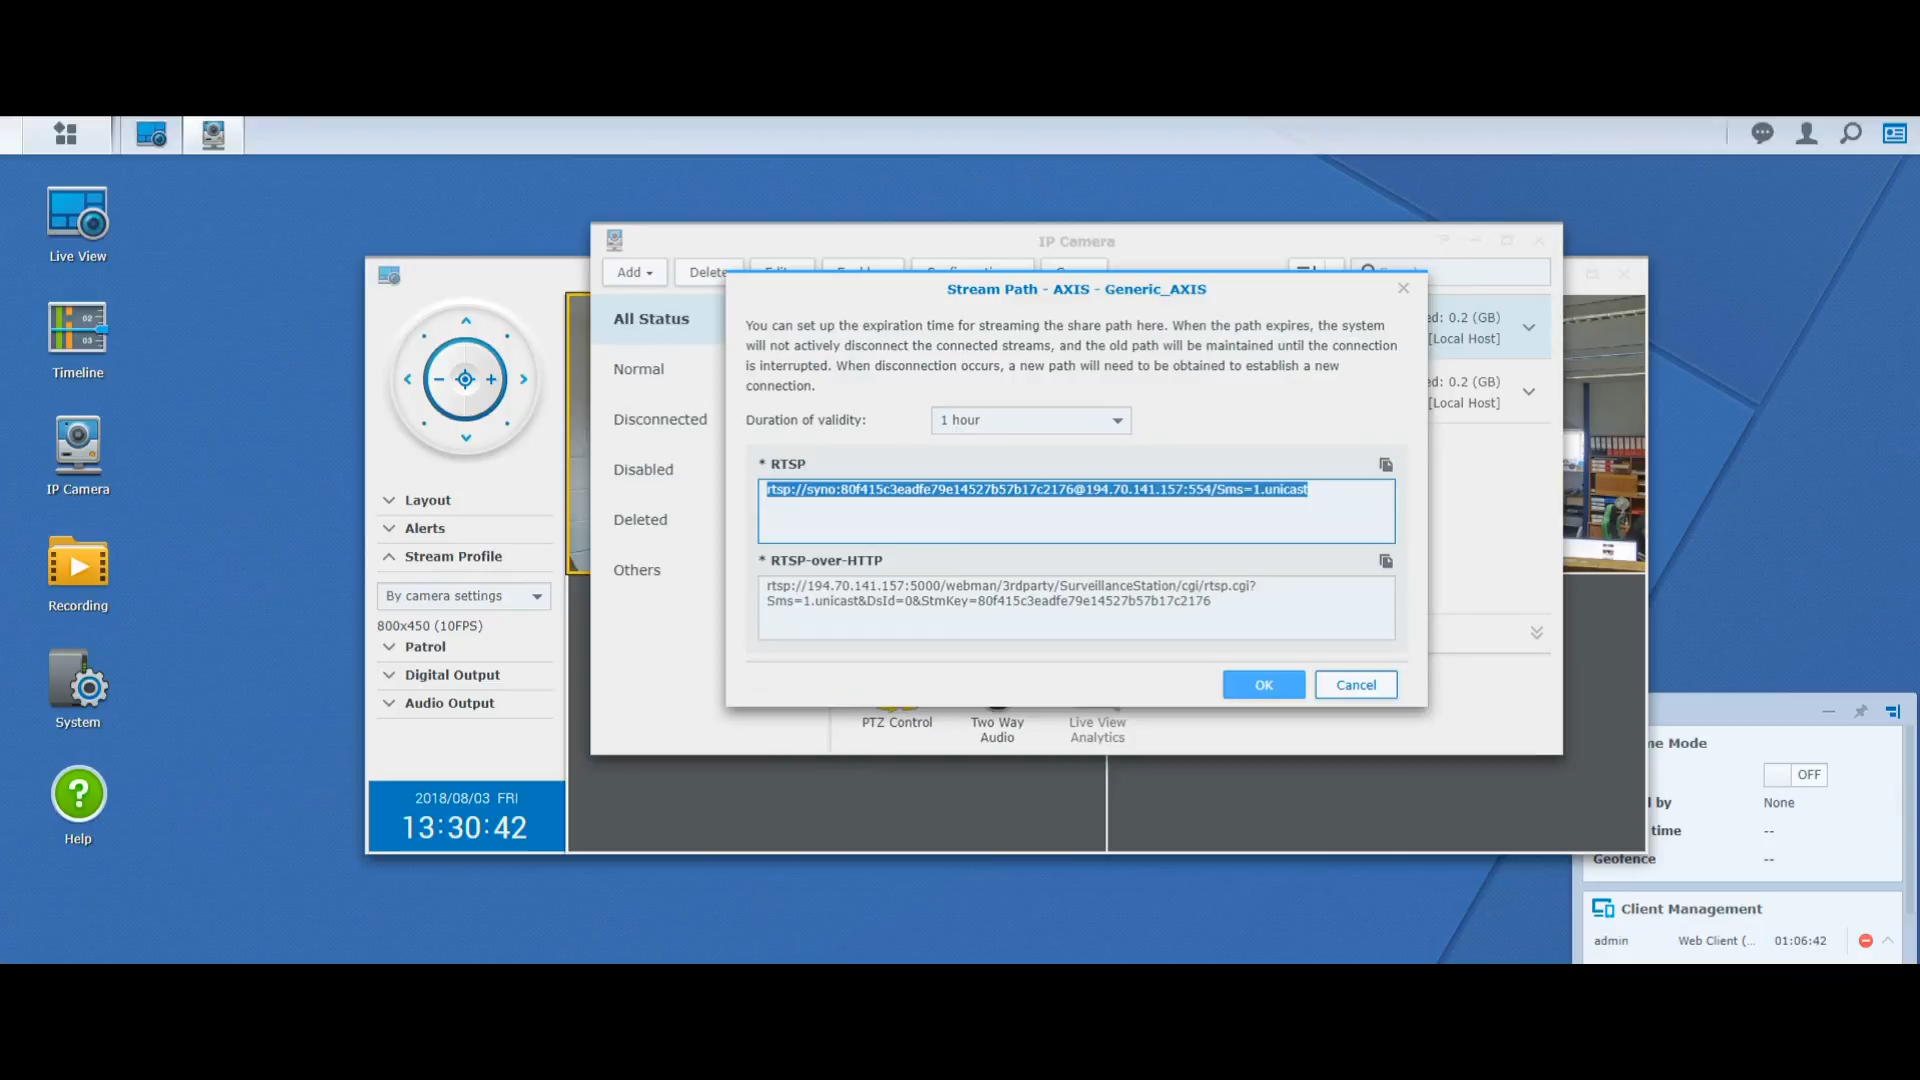 Live View
Timeline
IP Camera
Recording
System
Help
Layout
Alerts
Stream Profile
By camera settings
800x450 (10FPS)
Patrol
Digital Output
Audio Output
2018/08/03 FRI
13:30:42
IP Camera
Add
Delete
All Status
Normal
Disconnected
Disabled
Deleted
Others
ed: 0.2 (GB)
[Local Host]
ed: 0.2 (GB)
[Local Host]
PTZ Control
Two Way
Audio
Live View
Analytics
Stream Path - AXIS - Generic_AXIS
You can set up the expiration time for streaming the share path here. When the path expires, the system
will not actively disconnect the connected streams, and the old path will be maintained until the connection
is interrupted. When disconnection occurs, a new path will need to be obtained to establish a new
connection.
Duration of validity:
1 hour
* RTSP
rtsp://syno:80f415c3eadfe79e14527b57b17c2176@194.70.141.157:554/Sms=1.unicast
* RTSP-over-HTTP
rtsp://194.70.141.157:5000/webman/3rdparty/SurveillanceStation/cgi/rtsp.cgi?
Sms=1.unicast&DsId=0&StmKey=80f415c3eadfe79e14527b57b17c2176
OK
Cancel
me Mode
OFF
l by
None
time
--
Geofence
--
Client Management
admin
Web Client (...
01:06:42